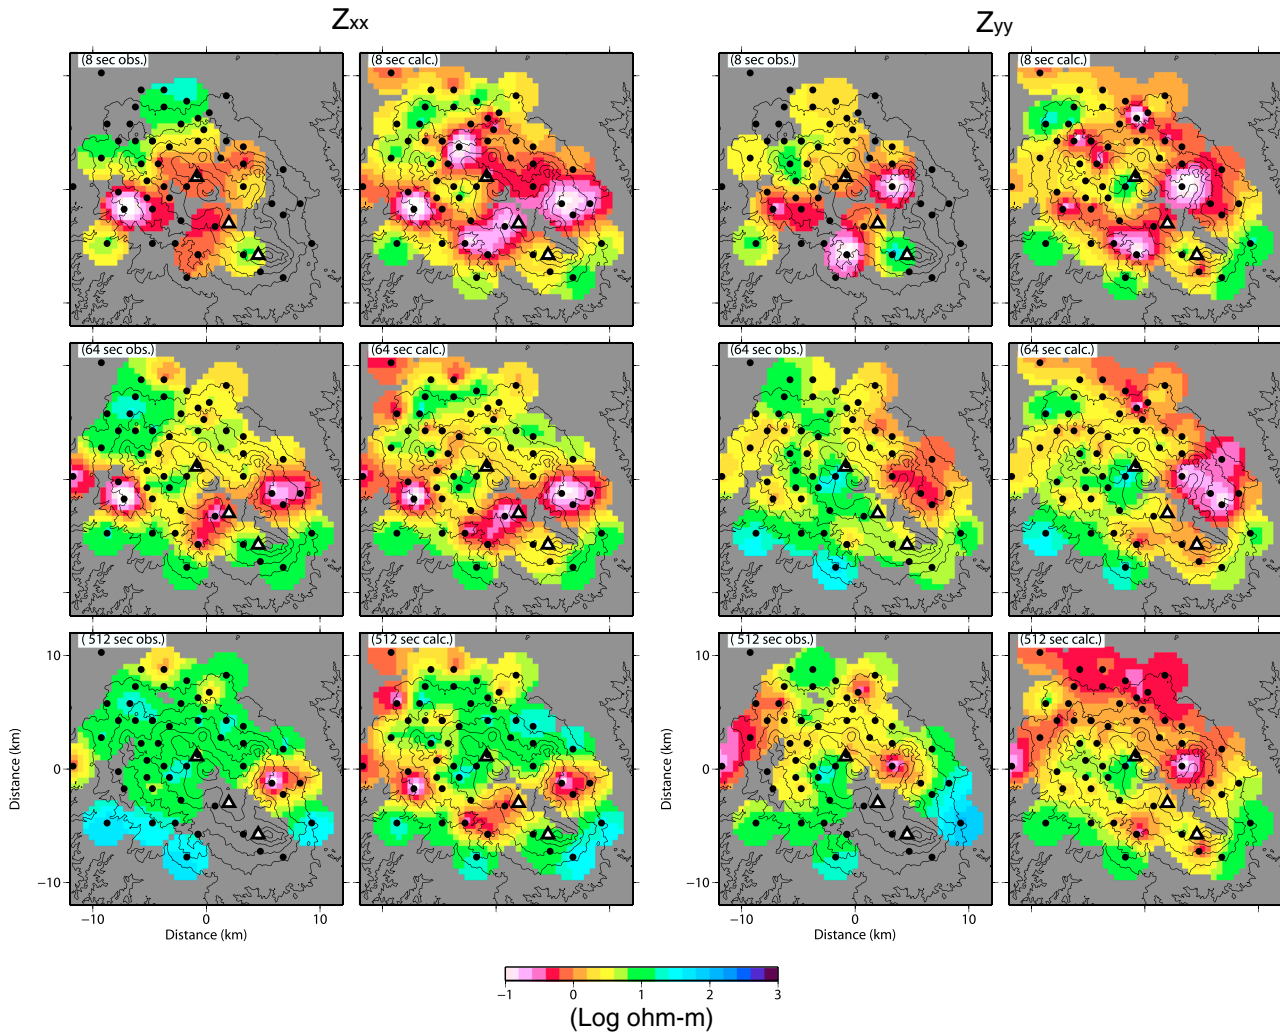 Zxx
Zyy
(8 sec obs.)
(8 sec calc.)
(8 sec obs.)
(8 sec calc.)
(64 sec obs.)
(64 sec calc.)
(64 sec obs.)
(64 sec calc.)
( 512 sec obs.)
(512 sec calc.)
( 512 sec obs.)
(512 sec calc.)
10
0
−10
Distance (km)
−10 0 10
Distance (km)
10
0
−10
Distance (km)
−10 0 10
Distance (km)
−1 0 1 2 3
(Log ohm-m)